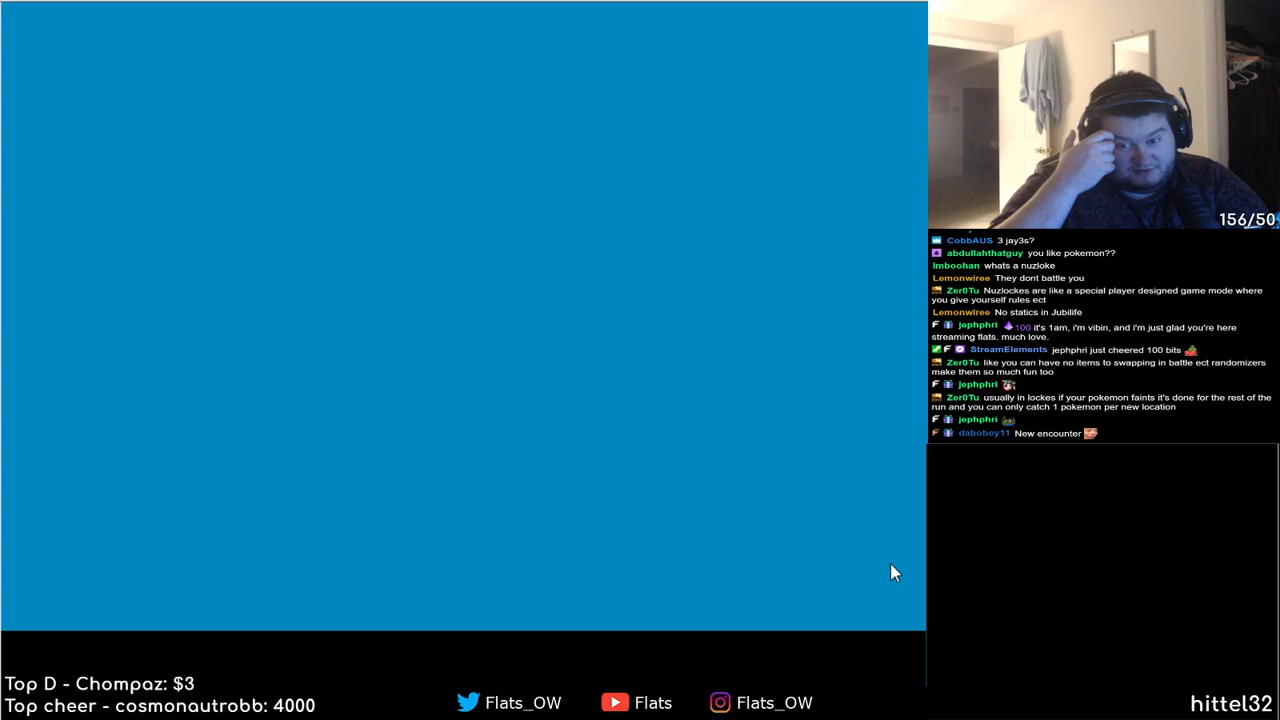 156/50
CobbAUS 3 jay3s?
abdullahthatguy you like pokemon??
Imboohan whats a nuzloke
Lemonwiree They dont battle you
Zer0Tu Nuzlockes are like a special player designed game mode where
you give yourself rules ect
Lemonwiree No statics in Jubilife
jephphri 100 it's 1am, i'm vibin, and i'm just glad you're here
streaming flats. much love.
StreamElements jephphri just cheered 100 bits
Zer0Tu like you can have no items to swapping in battle ect randomizers
make them so much fun too
jephphri
Zer0Tu usually in lockes if your pokemon faints it's done for the rest of the
run and you can only catch 1 pokemon per new location
jephphri
daboboy11 New encounter
Top D - Chompaz: $3
Top cheer - cosmonautrobb: 4000
Flats_OW
Flats
Flats_OW
hittel32